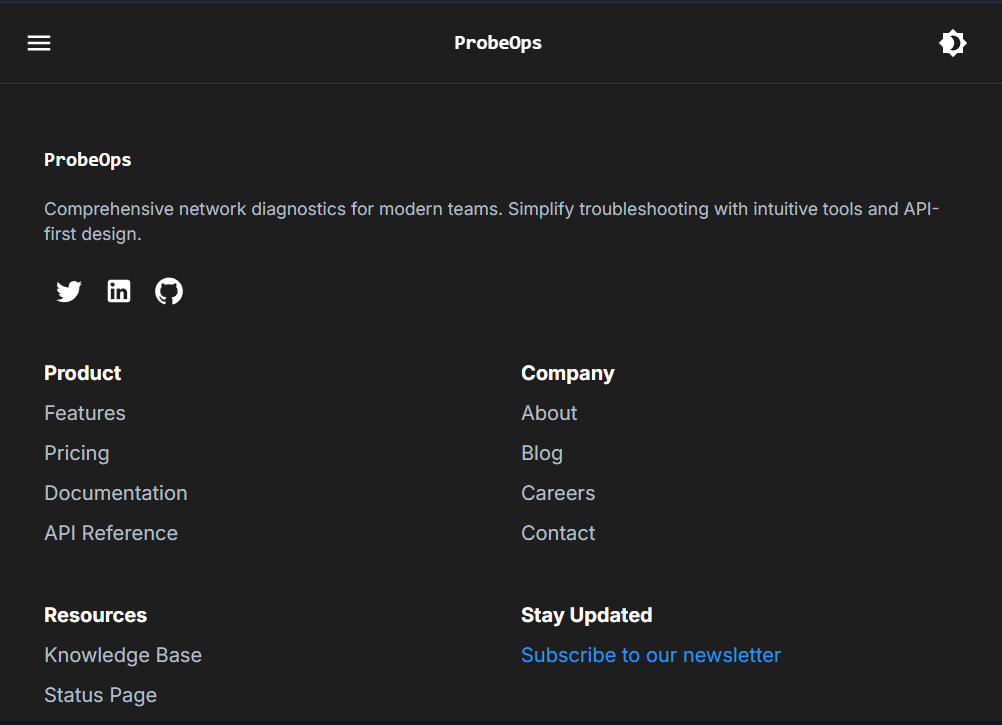 ProbeOps
ProbeOps
Comprehensive network diagnostics for modern teams. Simplify troubleshooting with intuitive tools and API-
first design.
Product
Features
Pricing
Documentation
API Reference
Company
About
Blog
Careers
Contact
Resources
Knowledge Base
Status Page
Stay Updated
Subscribe to our newsletter